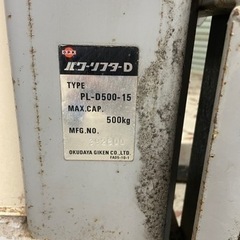 パワーリフター-D
TYPE
PL-D500-15
MAX.CAP.
500kg
MFG.NO.
OKUDAYA GIKEN CO.,LTD.